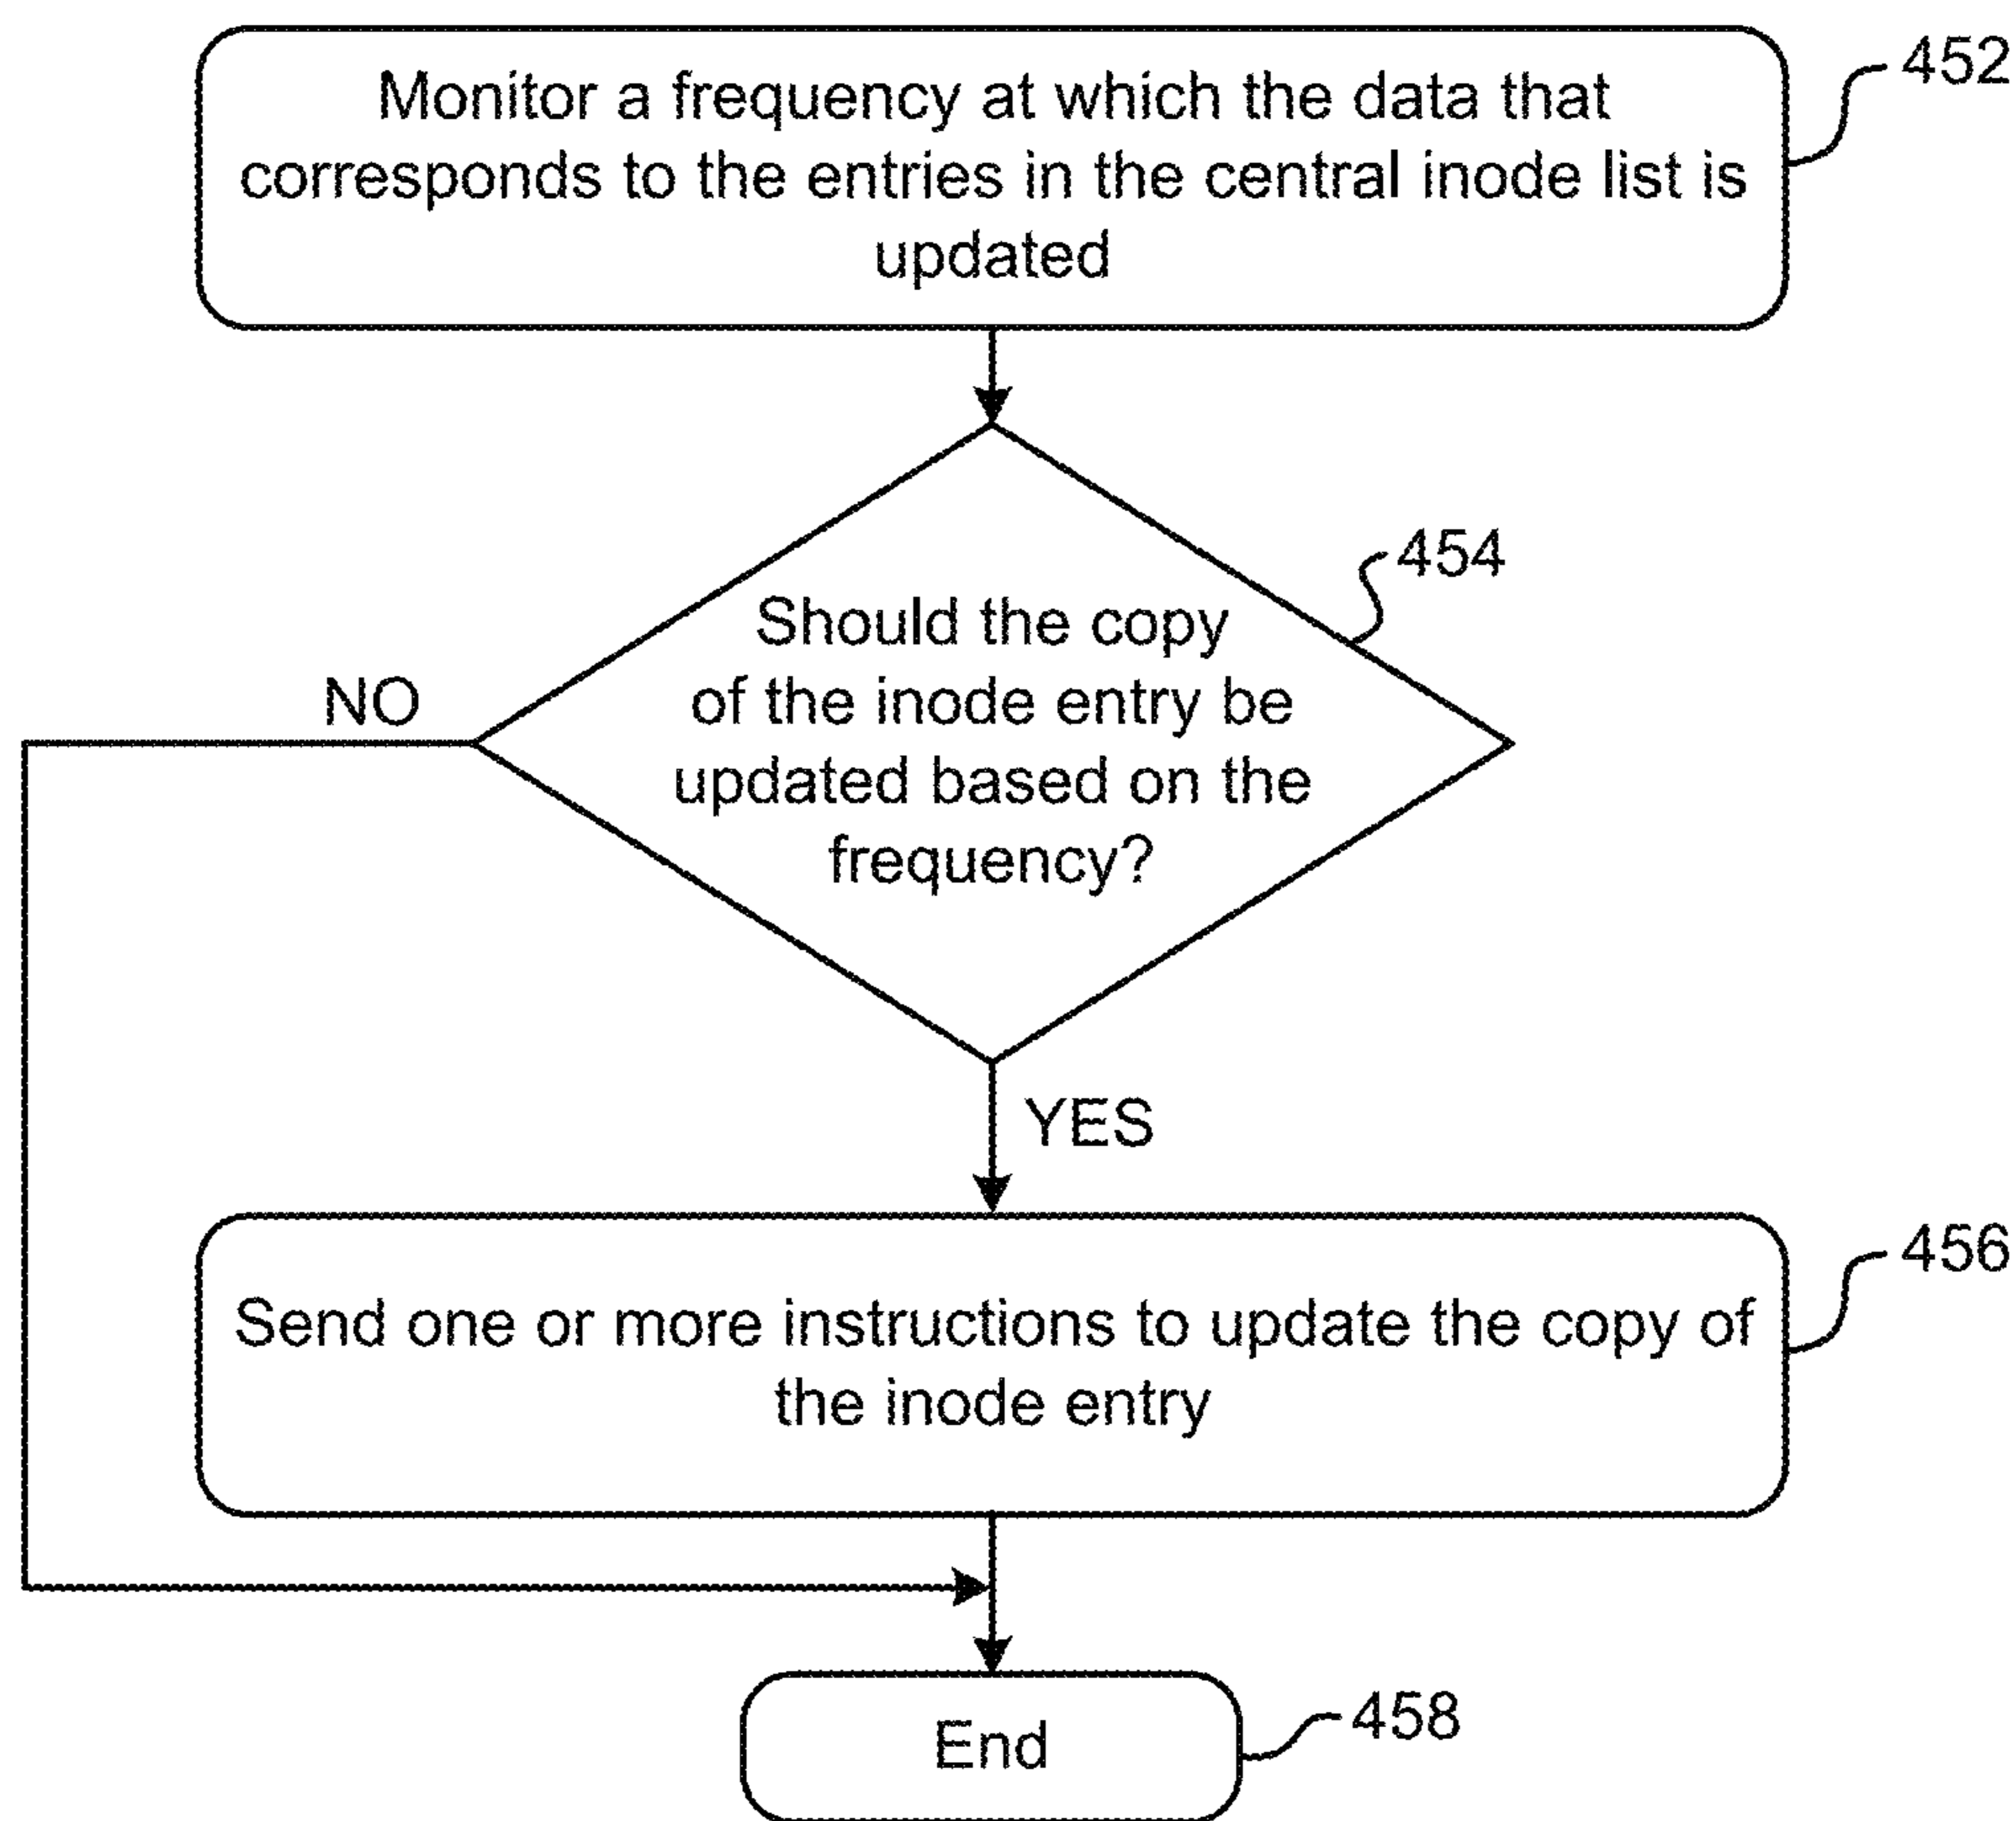 Monitor a frequency at which the data that
corresponds to the entries in the central inode list is
updated
452
454
Should the copy
of the inode entry be
updated based on the
frequency?
NO
YES
456
Send one or more instructions to update the copy of
the inode entry
End
458